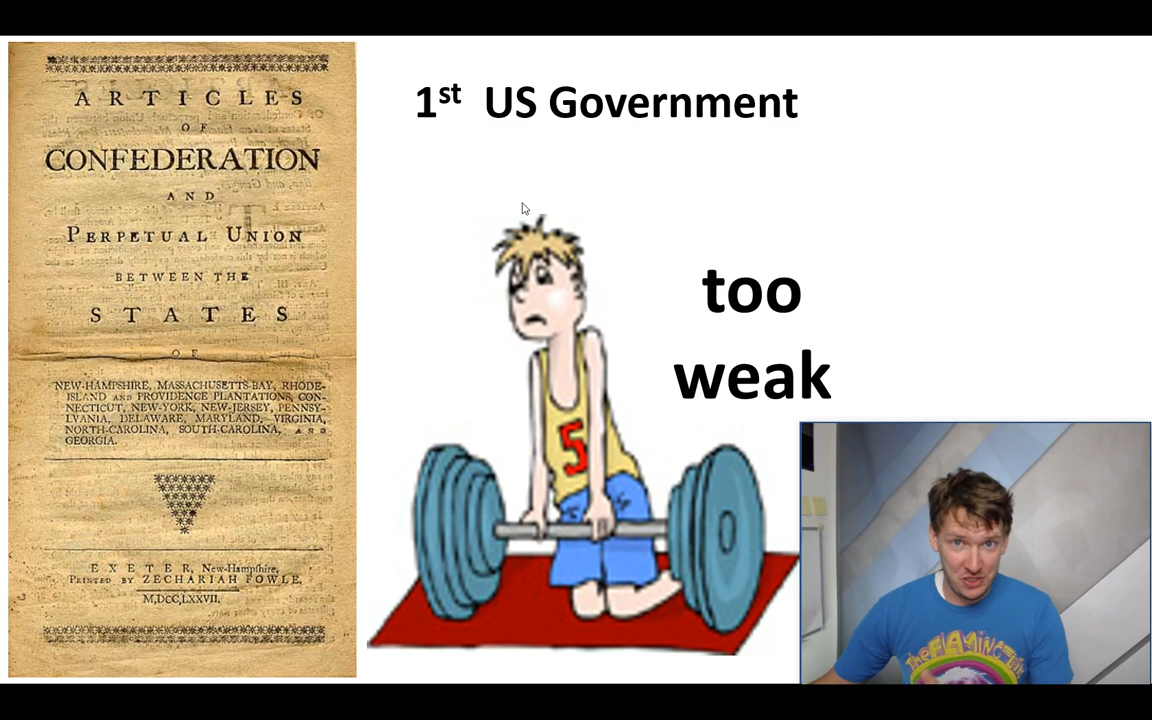 ARTICLES
OF
CONFEDERATION
AND
PERPETUAL UNION
BETWEEN THE
STATES
OF
NEW-HAMPSHIRE, MASSACHUSETTS-BAY, RHODE-
ISLAND AND PROVIDENCE PLANTATIONS, CON-
NECTICUT, NEW-YORK, NEW-JERSEY, PENNSY-
LVANIA, DELAWARE, MARYLAND, VIRGINIA,
NORTH-CAROLINA, SOUTH-CAROLINA, AND
GEORGIA.
EXETER, New-Hampshire,
PRINTED BY ZECHARIAH FOWLE.
M,DCC,LXXVII.
1st US Government
too
weak
5
The FLAMING